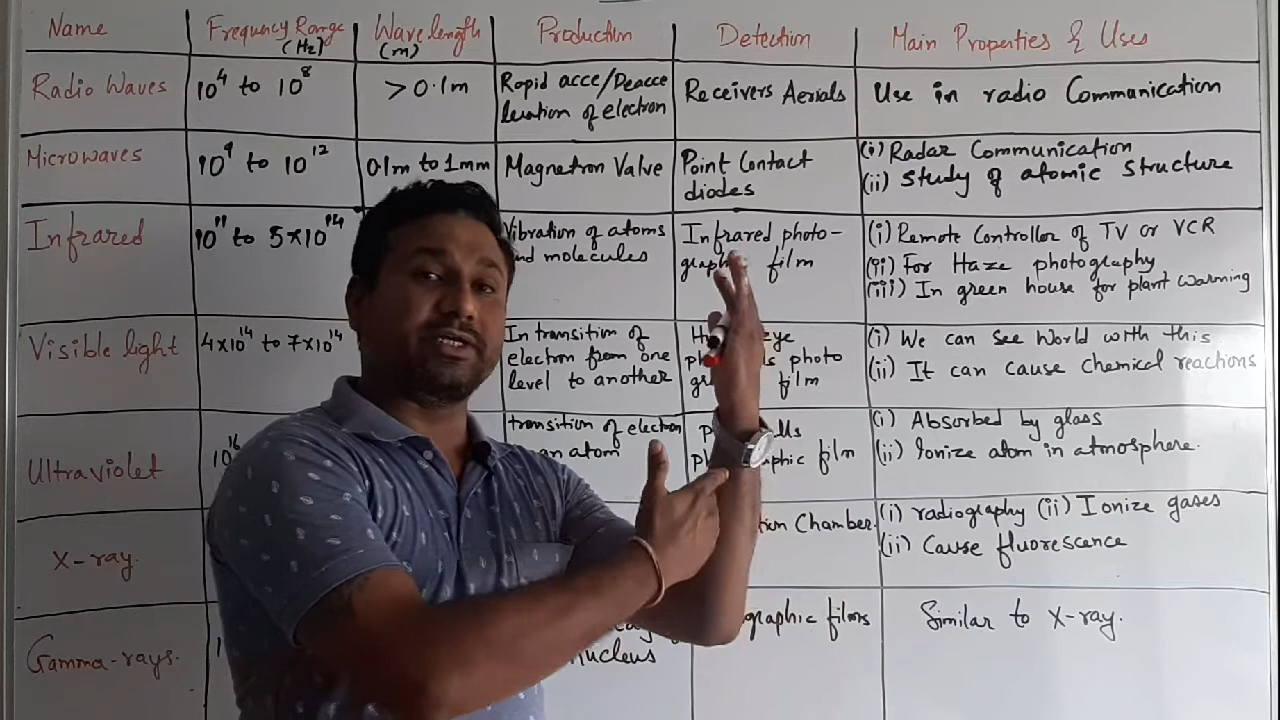 Name Frequency Range (Hz) Wavelength (m) Production Detection Main Properties & Uses
Radio Waves
10⁴ to 10⁸
> 0.1m
Rapid acce/Deacce
leration of electron
Receivers Aerials
Use in radio Communication
Microwaves
10⁹ to 10¹²
0.1m to 1mm
Magnetron Valve
Point Contact
diodes
(i) Radar Communication
(ii) Study of atomic structure
Infrared
10¹¹ to 5×10¹⁴
Vibration of atoms
molecules
Infrared photo-
film
(i) Remote Controller of TV or VCR
(ii) For Haze photography
(iii) In green house for plant warming
Visible light
4×10¹⁴ to 7×10¹⁴
In transition of
electron from one
level to another
photo
film
(i) We can see world with this
(ii) It can cause chemical reactions
Ultraviolet
10¹⁶
transition of electron
an atom
film
(i) Absorbed by glass
(ii) Ionize atom in atmosphere.
X-ray.
Chamber.
(i) radiography (ii) Ionize gases
(ii) Cause fluorescence
Gamma-rays.
nucleus
films
Similar to X-ray.